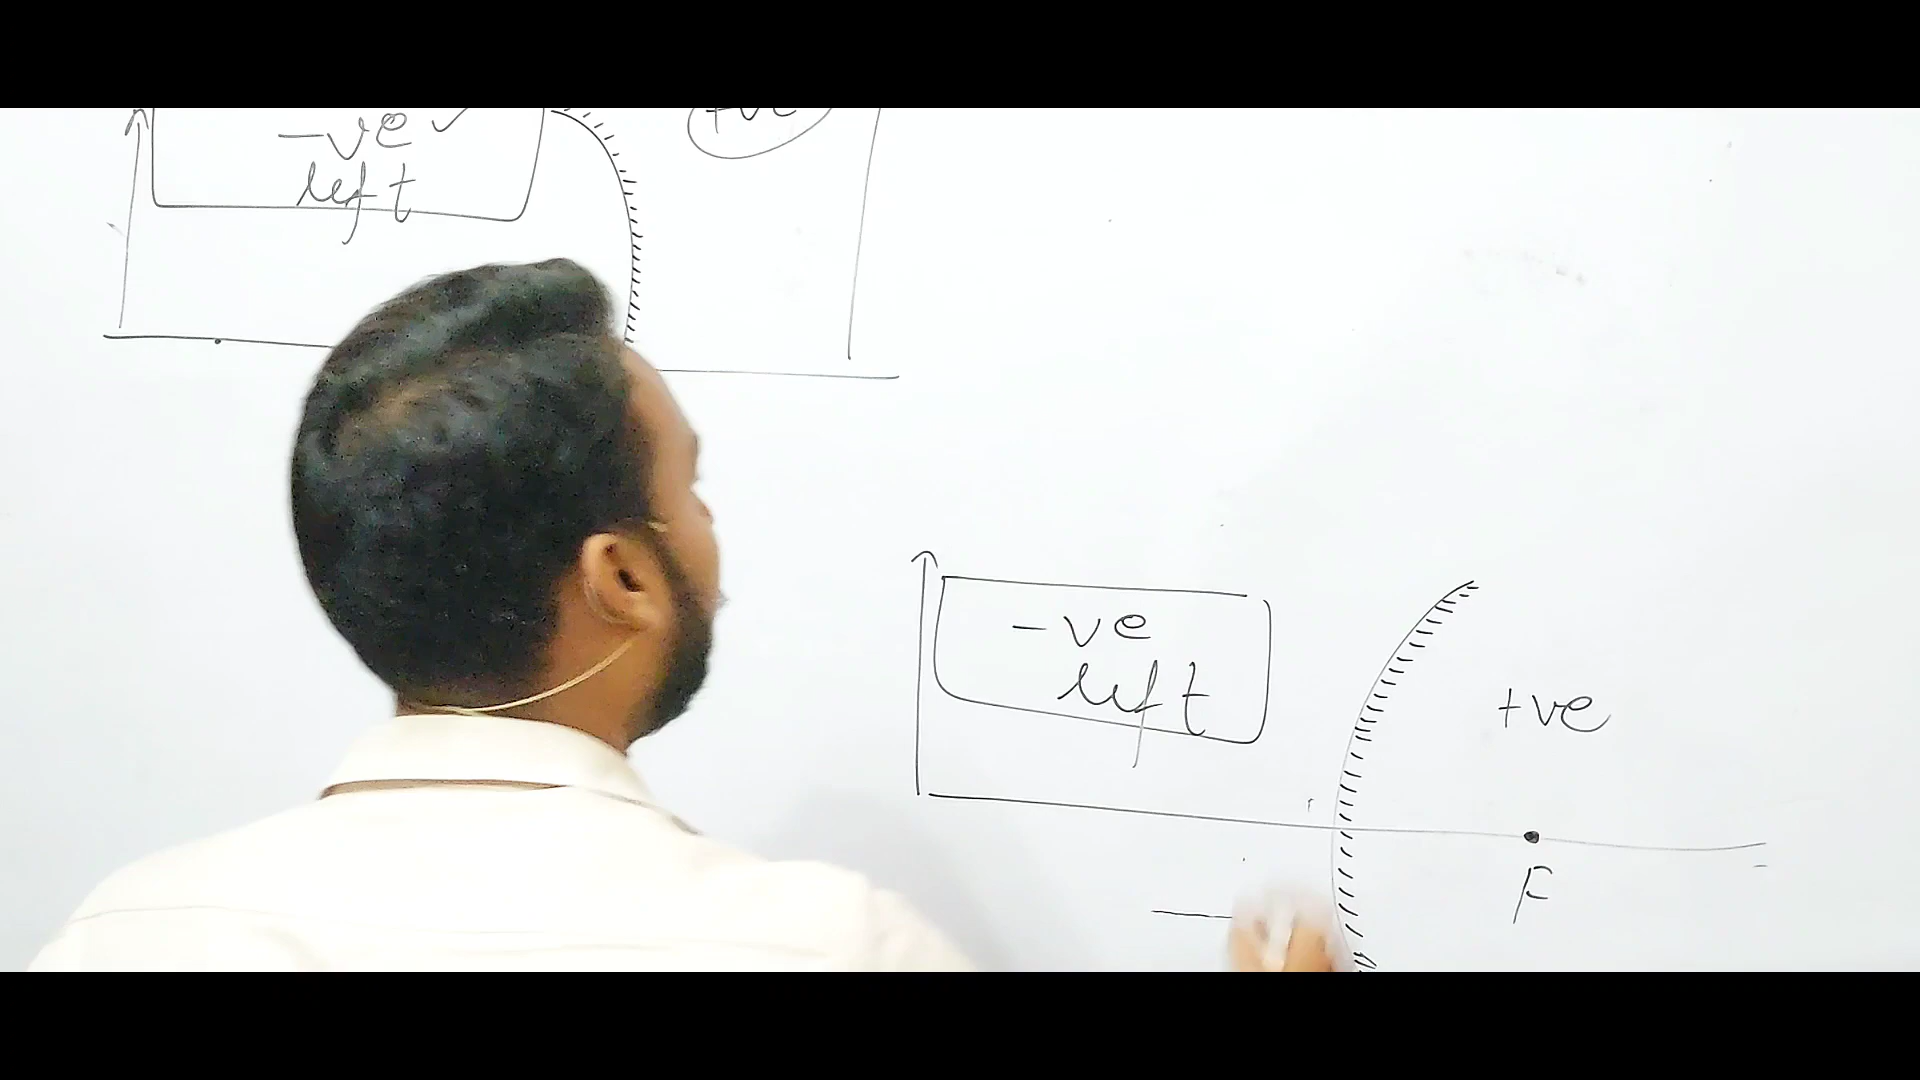 -ve ✓
left
+ve
-ve
left
+ve
F